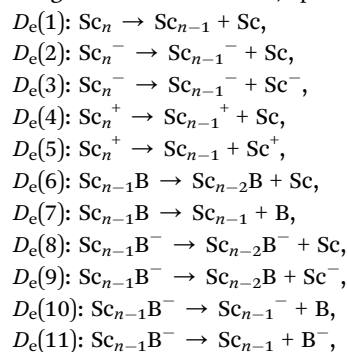 Dₑ(1): Scₙ → Scₙ₋₁ + Sc,
Dₑ(2): Scₙ⁻ → Scₙ₋₁⁻ + Sc,
Dₑ(3): Scₙ⁻ → Scₙ₋₁⁻ + Sc⁻,
Dₑ(4): Scₙ⁺ → Scₙ₋₁⁺ + Sc,
Dₑ(5): Scₙ⁺ → Scₙ₋₁ + Sc⁺,
Dₑ(6): Scₙ₋₁B → Scₙ₋₂B + Sc,
Dₑ(7): Scₙ₋₁B → Scₙ₋₁ + B,
Dₑ(8): Scₙ₋₁B⁻ → Scₙ₋₂B⁻ + Sc,
Dₑ(9): Scₙ₋₁B⁻ → Scₙ₋₂B + Sc⁻,
Dₑ(10): Scₙ₋₁B⁻ → Scₙ₋₁⁻ + B,
Dₑ(11): Scₙ₋₁B⁻ → Scₙ₋₁ + B⁻,